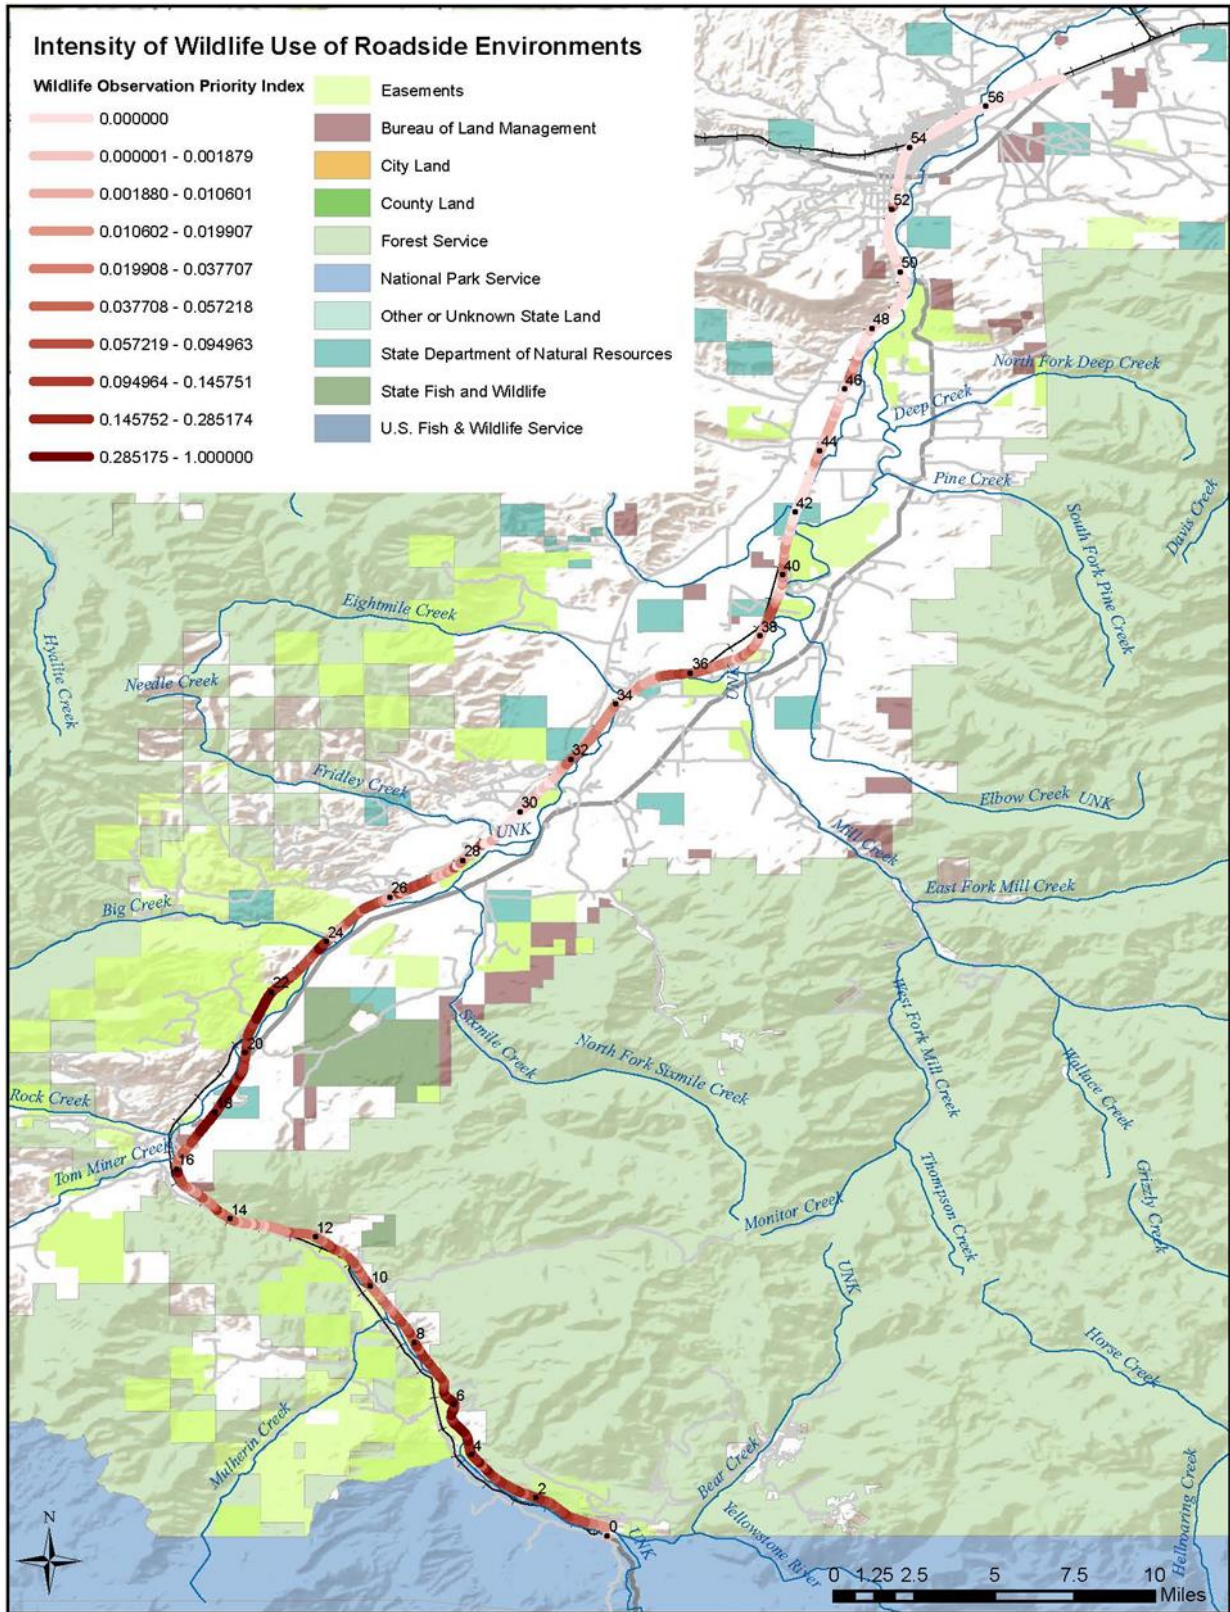 Intensity of Wildlife Use of Roadside Environments
Wildlife Observation Priority Index
0.000000
0.000001 - 0.001879
0.001880 - 0.010601
0.010602 - 0.019907
0.019908 - 0.037707
0.037708 - 0.057218
0.057219 - 0.094963
0.094964 - 0.145751
0.145752 - 0.285174
0.285175 - 1.000000
Easements
Bureau of Land Management
City Land
County Land
Forest Service
National Park Service
Other or Unknown State Land
State Department of Natural Resources
State Fish and Wildlife
U.S. Fish & Wildlife Service
56
54
52
50
48
North Fork Deep Creek
46
Deep Creek
44
Pine Creek
42
South Fork Pine Creek
Davis Creek
40
Eightmile Creek
38
Hyalite Creek
36
UNK
Needle Creek
34
32
Fridley Creek
30
Elbow Creek UNK
UNK
Mill Creek
28
26
East Fork Mill Creek
Big Creek
24
22
West Fork Mill Creek
Sixmile Creek
North Fork Sixmile Creek
20
Wallace Creek
Rock Creek
Tom Miner Creek
16
Thompson Creek
Grizzly Creek
14
Monitor Creek
12
10
UNK
8
Horse Creek
6
Mulherin Creek
4
Bear Creek
2
Hellroaring Creek
0
UNK
Yellowstone River
N
0 1.25 2.5 5 7.5 10
Miles